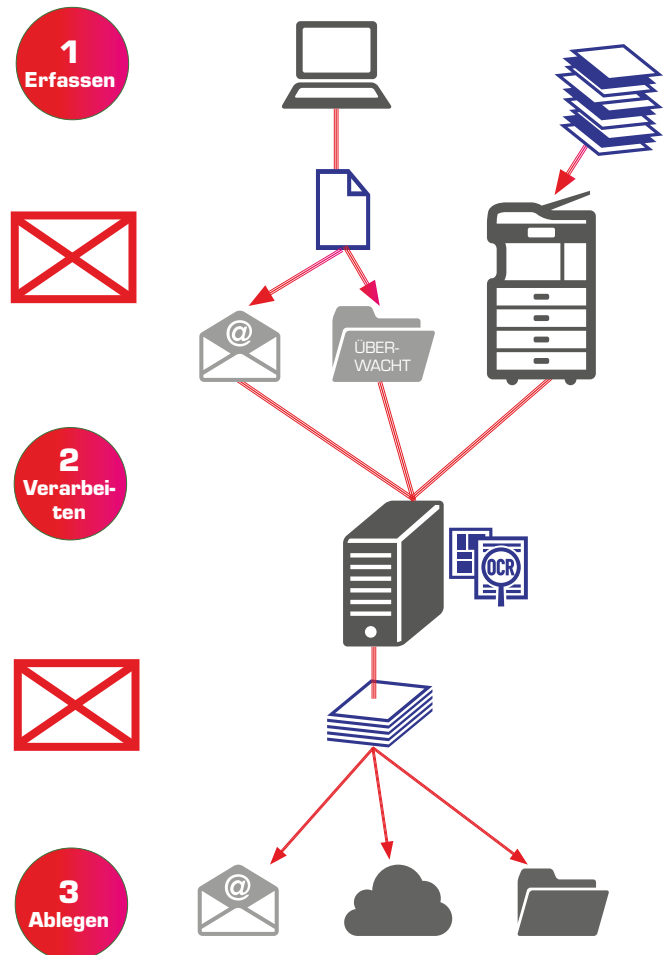 1
Erfassen
@
ÜBER-
WACHT
2
Verarbei-
ten
OCR
3
Ablegen
@